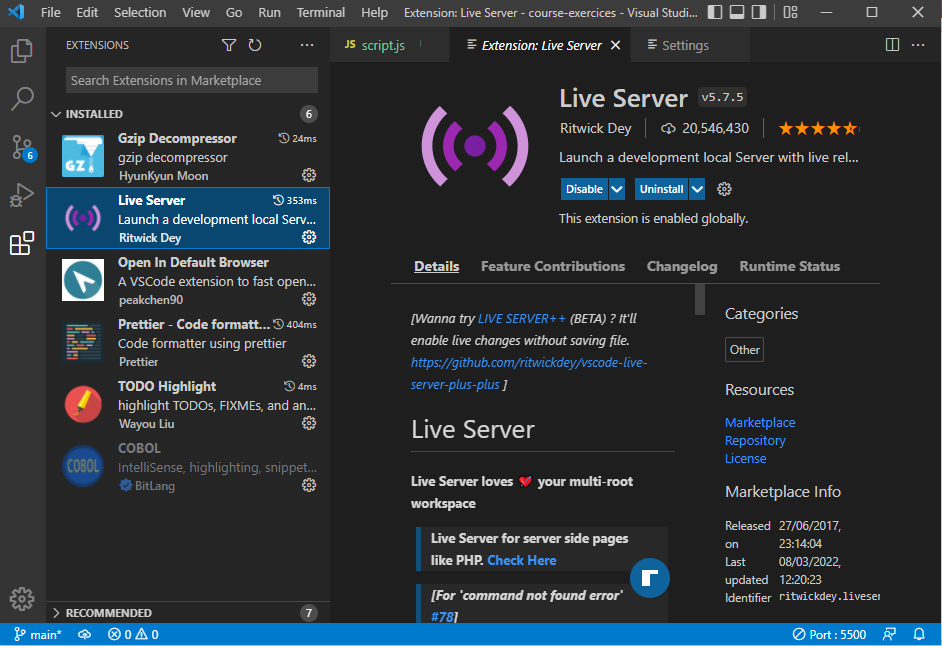 File Edit Selection View Go Run Terminal Help Extension: Live Server - course-exercices - Visual Studi...
EXTENSIONS
JS script.js
Extension: Live Server
Settings
Search Extensions in Marketplace
INSTALLED 6
Gzip Decompressor 24ms
gzip decompressor
HyunKyun Moon
GZ
Live Server 353ms
Launch a development local Serv...
Ritwick Dey
Open In Default Browser
A VSCode extension to fast open...
peakchen90
Prettier - Code formatt... 404ms
Code formatter using prettier
Prettier
TODO Highlight 4ms
highlight TODOs, FIXMEs, and an...
Wayou Liu
COBOL
COBOL
IntelliSense, highlighting, snippet...
BitLang
RECOMMENDED 7
6
Live Server v5.7.5
Ritwick Dey 20,546,430
Launch a development local Server with live rel...
Disable Uninstall
This extension is enabled globally.
Details Feature Contributions Changelog Runtime Status
[Wanna try LIVE SERVER++ (BETA) ? It'll
enable live changes without saving file.
https://github.com/ritwickdey/vscode-live-
server-plus-plus ]
Live Server
Live Server loves your multi-root
workspace
Live Server for server side pages
like PHP. Check Here
[For 'command not found error'
#78]
Categories
Other
Resources
Marketplace
Repository
License
Marketplace Info
Released 27/06/2017,
on 23:14:04
Last 08/03/2022,
updated 12:20:23
Identifier ritwickdey.liveser
main* 0 0 Port : 5500